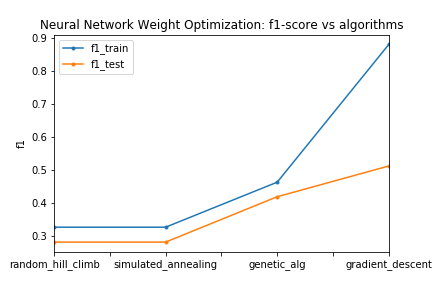 Neural Network Weight Optimization: f1-score vs algorithms
0.9
0.8
0.7
0.6
0.5
0.4
0.3
f1
f1_train
f1_test
random_hill_climb simulated_annealing genetic_alg gradient_descent